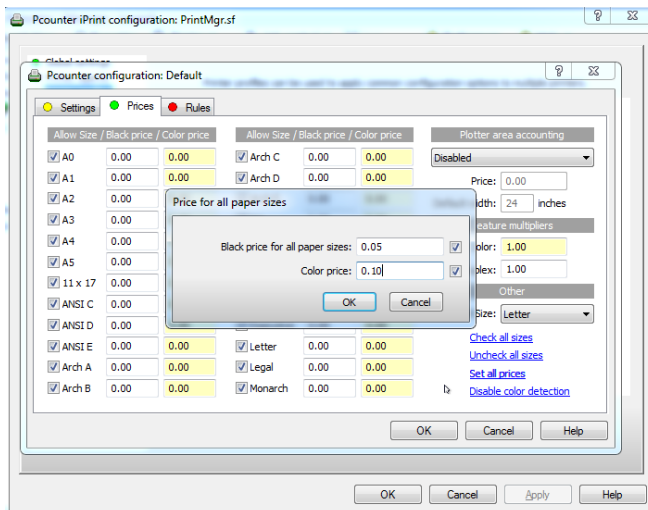 Pcounter iPrint configuration: PrintMgr.sf
Pcounter configuration: Default
Settings Prices Rules
Allow Size / Black price / Color price Allow Size / Black price / Color price Plotter area accounting
A0 0.00 0.00 Arch C 0.00 0.00 Disabled
A1 0.00 0.00 Arch D 0.00 0.00 Price: 0.00
A2 0.00 24 inches
Price for all paper sizes
A3 0.00
A4 0.00 1.00
Black price for all paper sizes: 0.05
A5 0.00 1.00
Color price: 0.10
11 x 17 0.00 Other
OK Cancel
ANSI C 0.00 Size: Letter
ANSI D 0.00 Check all sizes
ANSI E 0.00 0.00 Letter 0.00 0.00 Uncheck all sizes
Arch A 0.00 0.00 Legal 0.00 0.00 Set all prices
Arch B 0.00 0.00 Monarch 0.00 0.00 Disable color detection
OK Cancel Help
OK Cancel Apply Help